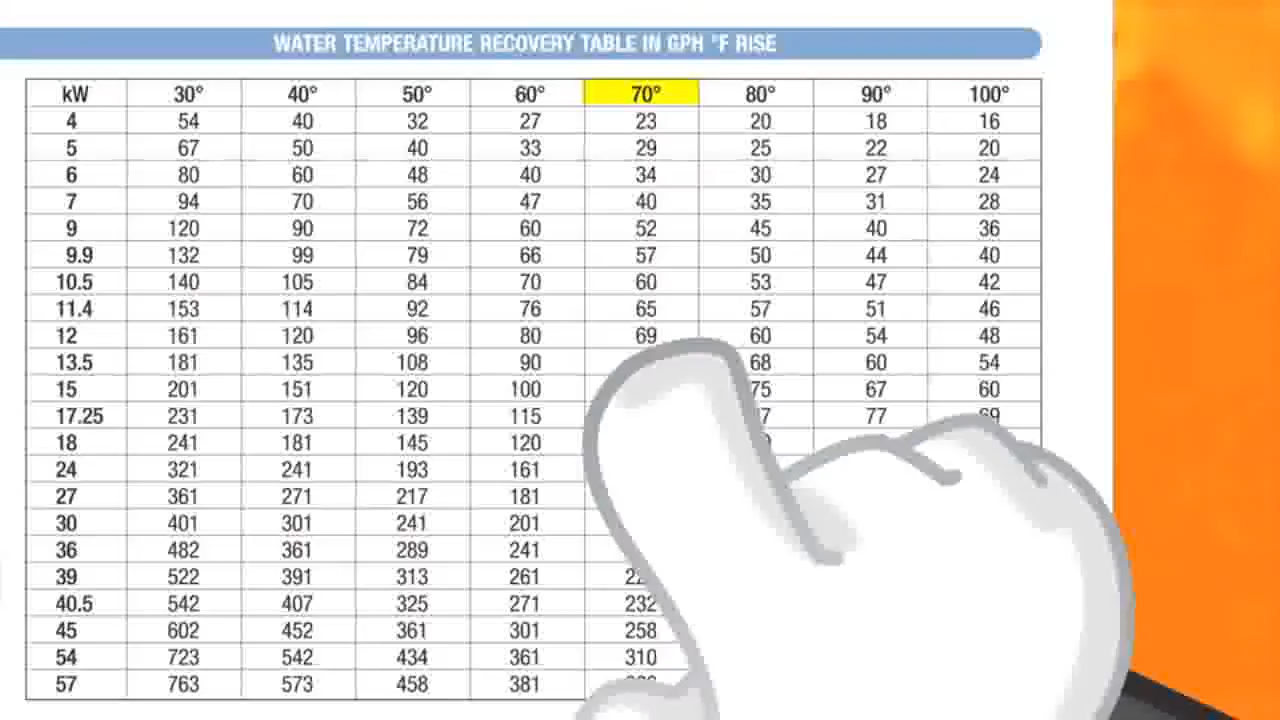 WATER TEMPERATURE RECOVERY TABLE IN GPH °F RISE
kW 30° 40° 50° 60° 70° 80° 90° 100°
4 54 40 32 27 23 20 18 16
5 67 50 40 33 29 25 22 20
6 80 60 48 40 34 30 27 24
7 94 70 56 47 40 35 31 28
9 120 90 72 60 52 45 40 36
9.9 132 99 79 66 57 50 44 40
10.5 140 105 84 70 60 53 47 42
11.4 153 114 92 76 65 57 51 46
12 161 120 96 80 69 60 54 48
13.5 181 135 108 90 68 60 54
15 201 151 120 100 75 67 60
17.25 231 173 139 115 77 69
18 241 181 145 120
24 321 241 193 161
27 361 271 217 181
30 401 301 241 201
36 482 361 289 241
39 522 391 313 261
40.5 542 407 325 271 232
45 602 452 361 301 258
54 723 542 434 361 310
57 763 573 458 381